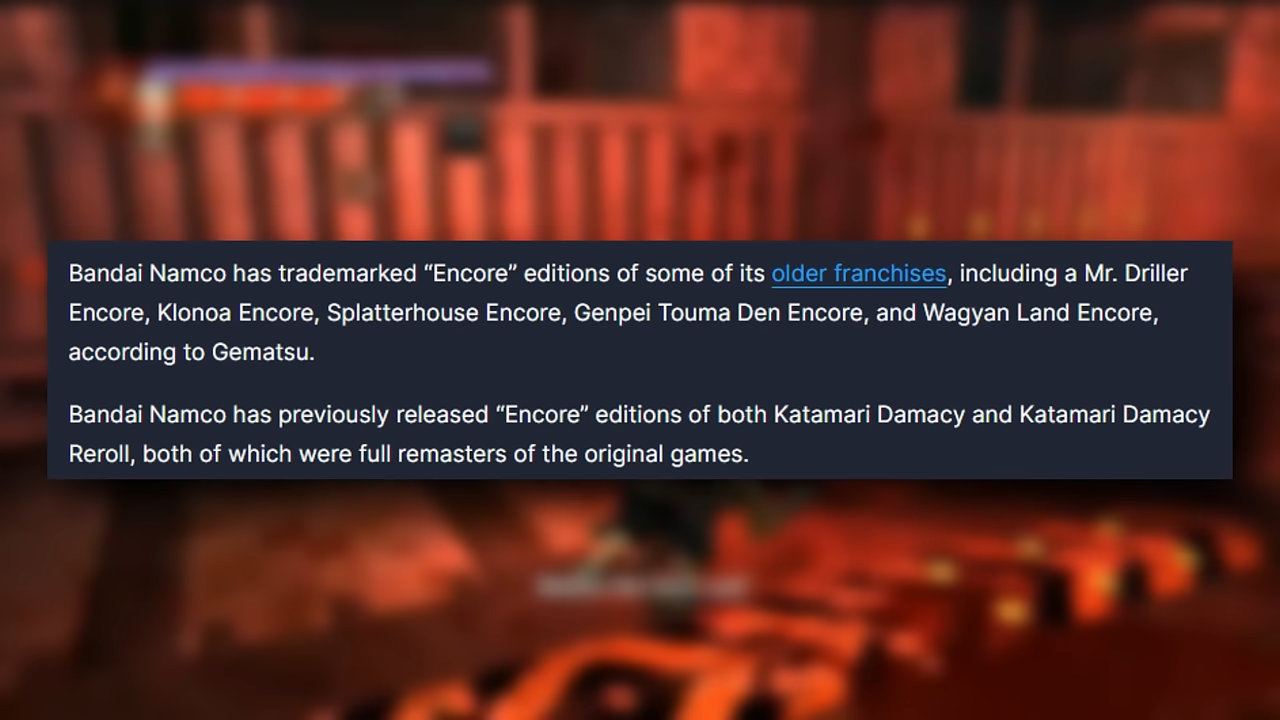 Bandai Namco has trademarked “Encore” editions of some of its older franchises, including a Mr. Driller
Encore, Klonoa Encore, Splatterhouse Encore, Genpei Touma Den Encore, and Wagyan Land Encore,
according to Gematsu.
Bandai Namco has previously released “Encore” editions of both Katamari Damacy and Katamari Damacy
Reroll, both of which were full remasters of the original games.